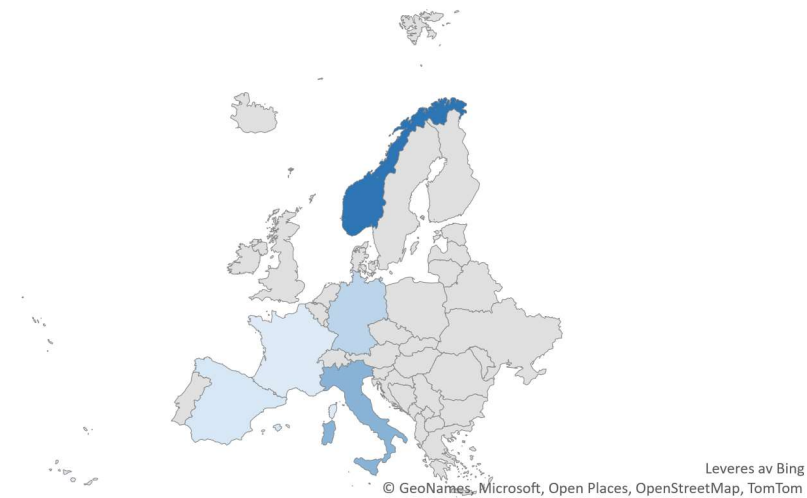 Leveres av Bing
© GeoNames, Microsoft, Open Places, OpenStreetMap, TomTom